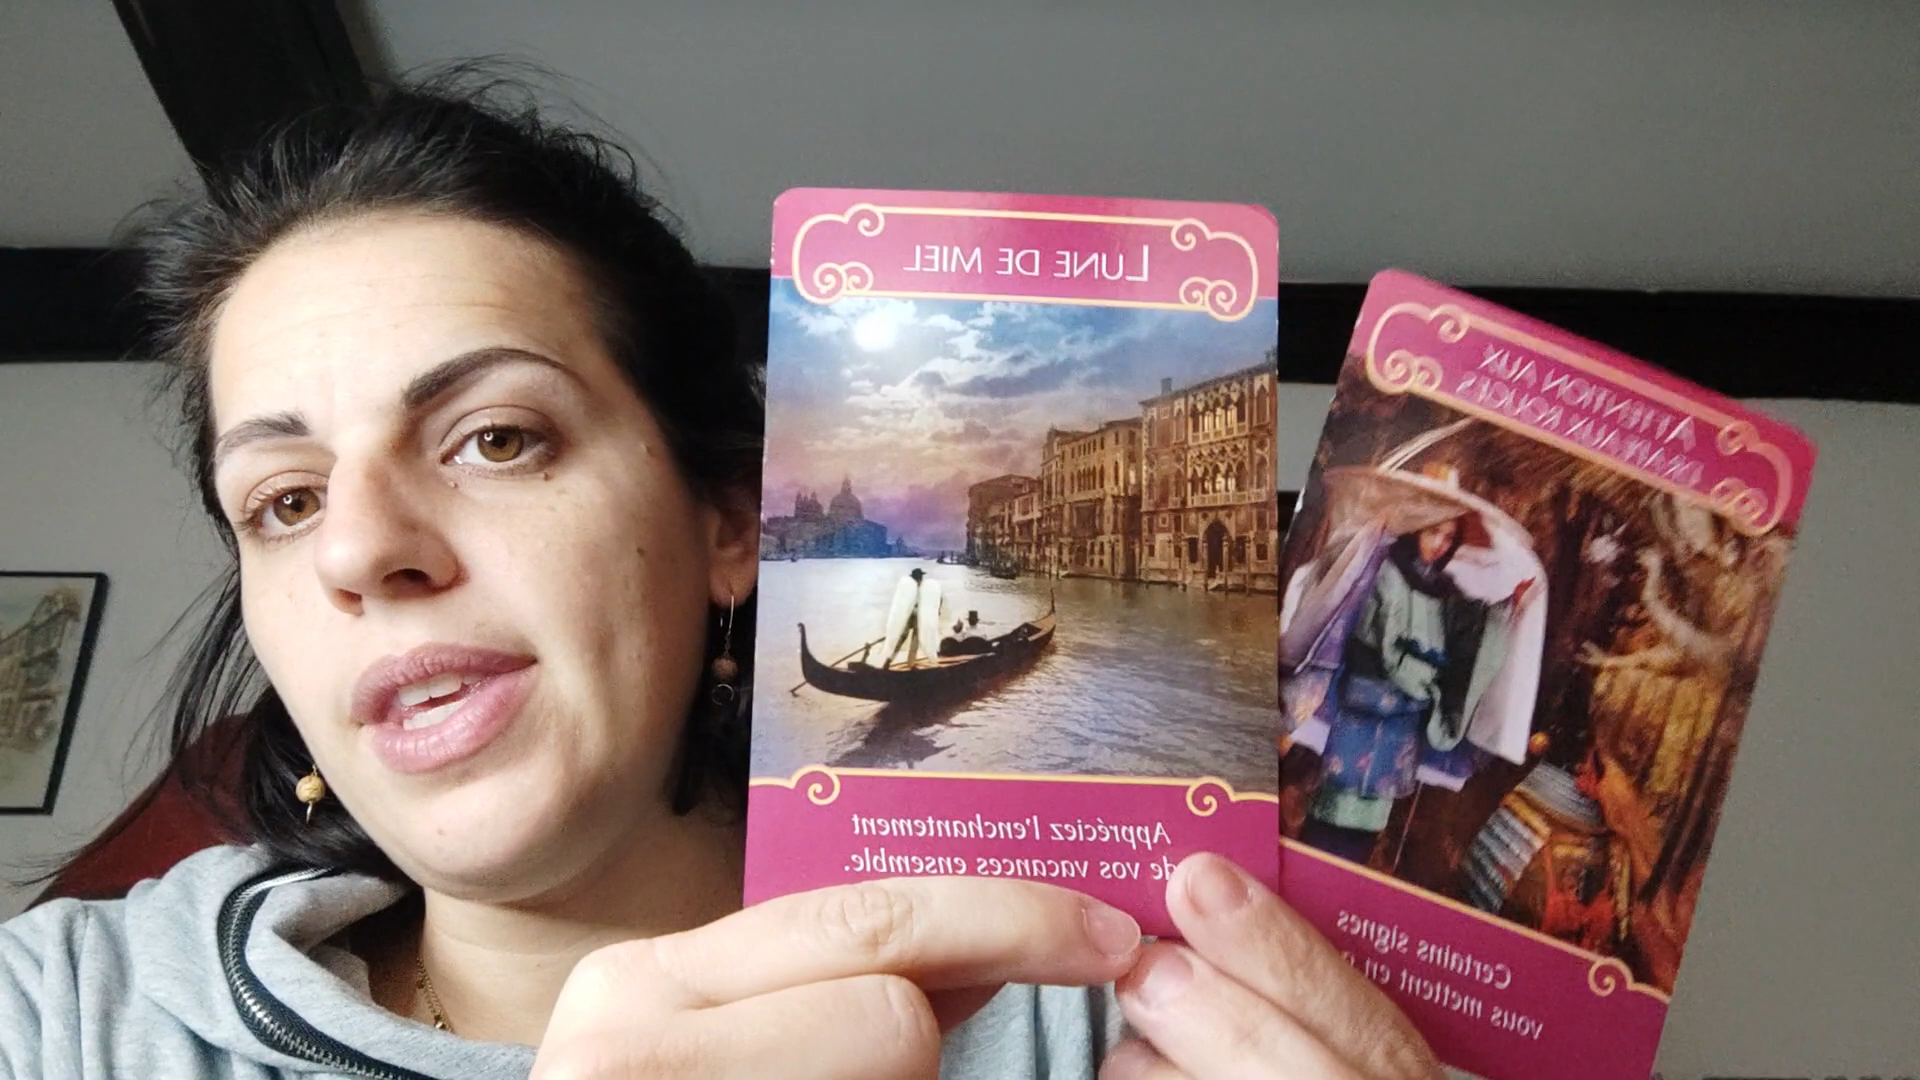 LUNE DE MIEL
Appréciez l'enchantement
de vos vacances ensemble.
ATTENTION AUX
DRAPEAUX ROUGES
Certains signes
vous mettent en